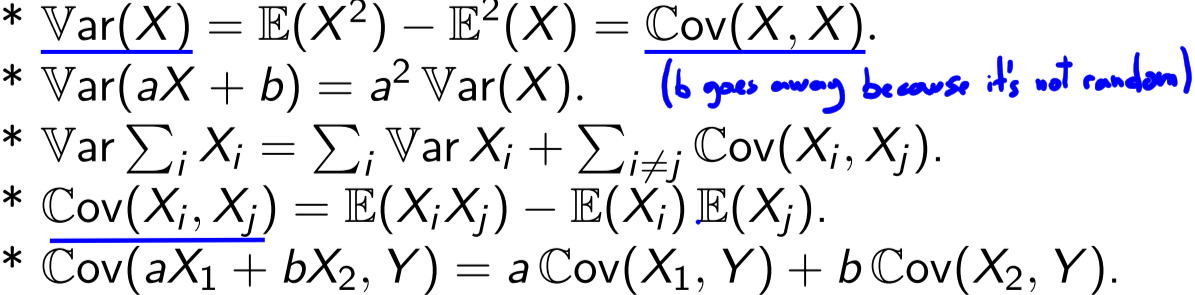 * 𝕍ar(X) = 𝔼(X²) − 𝔼²(X) = ℂov(X, X).
* 𝕍ar(aX + b) = a² 𝕍ar(X). (b goes away because it's not random)
* 𝕍ar ∑ᵢ Xᵢ = ∑ᵢ 𝕍ar Xᵢ + ∑_{i≠j} ℂov(Xᵢ, Xⱼ).
* ℂov(Xᵢ, Xⱼ) = 𝔼(XᵢXⱼ) − 𝔼(Xᵢ) 𝔼(Xⱼ).
* ℂov(aX₁ + bX₂, Y) = a ℂov(X₁, Y) + b ℂov(X₂, Y).